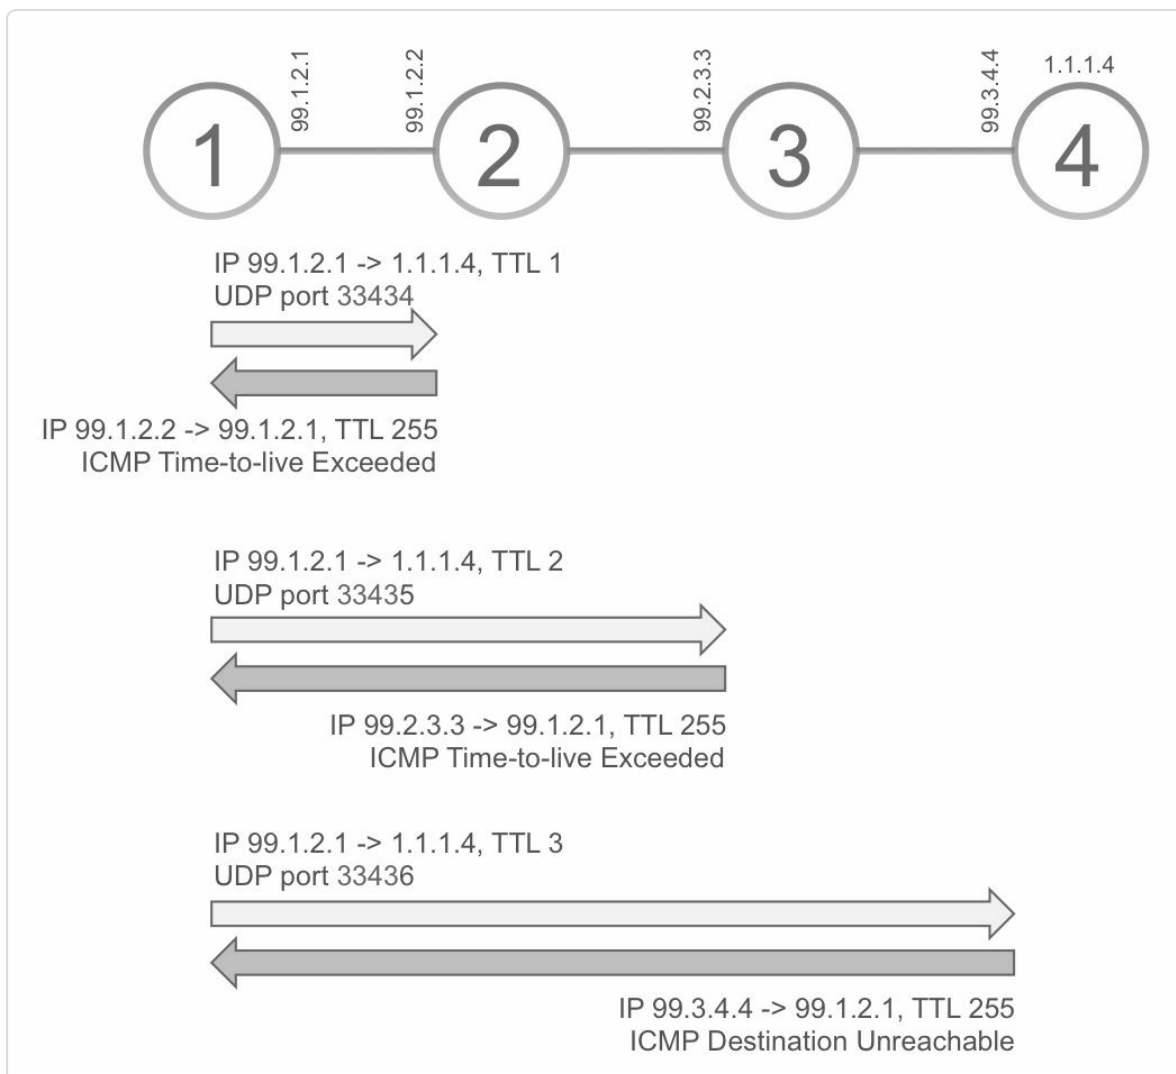 99.1.2.1
99.1.2.2
99.2.3.3
99.3.4.4
1.1.1.4
1
2
3
4
IP 99.1.2.1 -> 1.1.1.4, TTL 1
UDP port 33434
IP 99.1.2.2 -> 99.1.2.1, TTL 255
ICMP Time-to-live Exceeded
IP 99.1.2.1 -> 1.1.1.4, TTL 2
UDP port 33435
IP 99.2.3.3 -> 99.1.2.1, TTL 255
ICMP Time-to-live Exceeded
IP 99.1.2.1 -> 1.1.1.4, TTL 3
UDP port 33436
IP 99.3.4.4 -> 99.1.2.1, TTL 255
ICMP Destination Unreachable